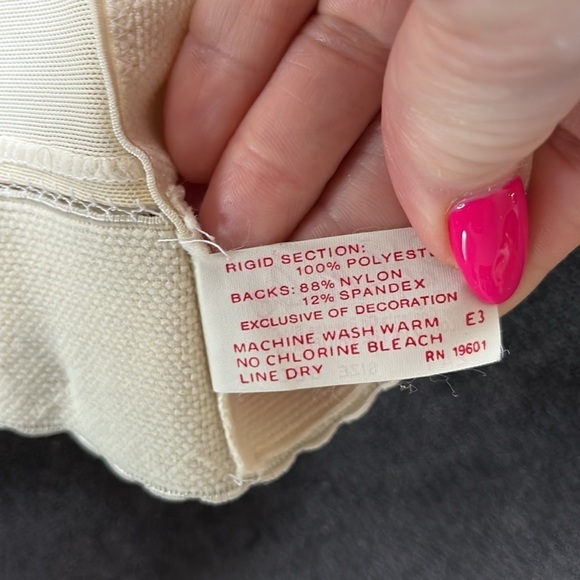 RIGID SECTION:
100% POLYESTE
BACKS: 88% NYLON
12% SPANDEX
EXCLUSIVE OF DECORATION
MACHINE WASH WARM E3
NO CHLORINE BLEACH
LINE DRY RN 19601